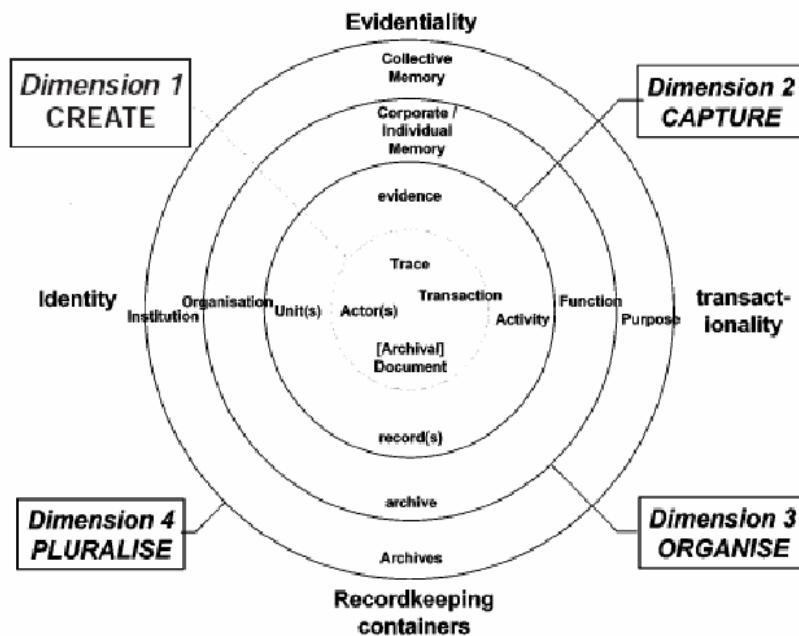 Evidentiality
Collective
Memory
Dimension 1
CREATE
Dimension 2
CAPTURE
Corporate /
Individual
Memory
evidence
Trace
Transaction
Identity
Institution
Organisation
Unit(s)
Actor(s)
Activity
Function
Purpose
transact-
ionality
[Archival]
Document
record(s)
archive
Dimension 4
PLURALISE
Dimension 3
ORGANISE
Archives
Recordkeeping
containers